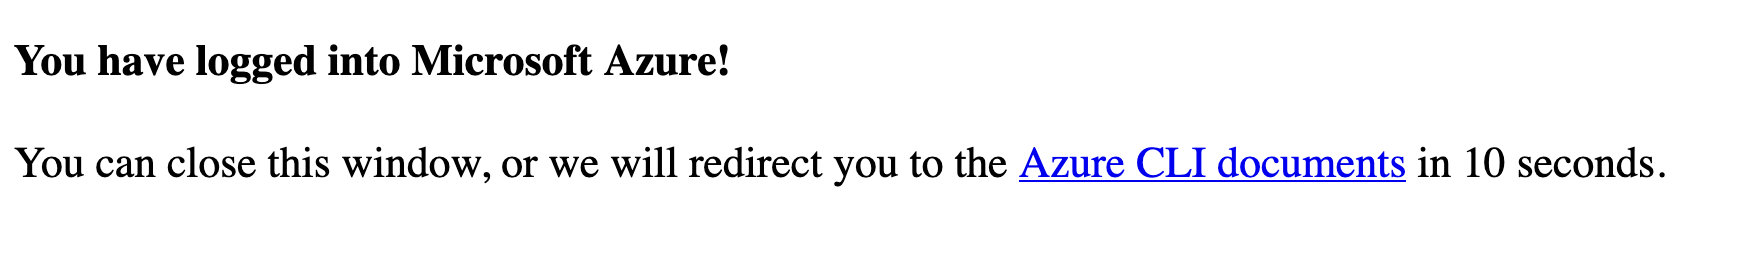 You have logged into Microsoft Azure!
You can close this window, or we will redirect you to the Azure CLI documents in 10 seconds.